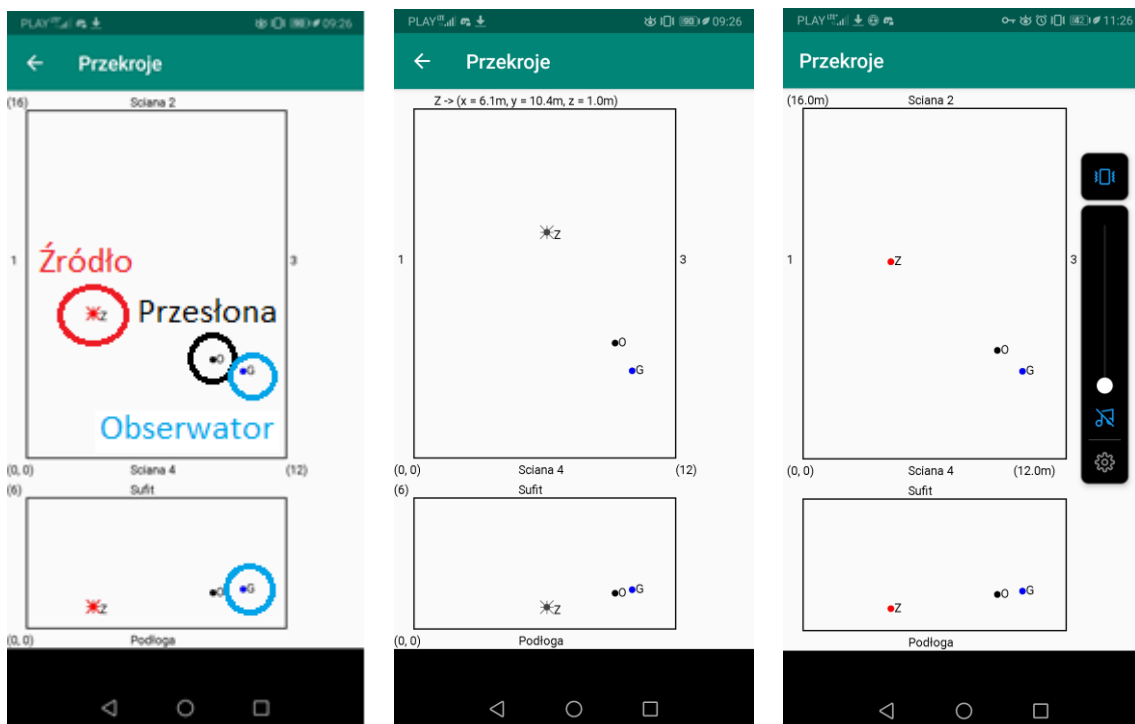 PLAY 90 09:26
Przekroje
(16) Sciana 2
1 Źródło 3
Z Przesłona
O
G
Obserwator
(0, 0) Sciana 4 (12)
(6) Sufit
O G
Z
(0, 0) Podłoga
PLAY 90 09:26
Przekroje
Z -> (x = 6.1m, y = 10.4m, z = 1.0m)
Z
1 3
O
G
(0, 0) Sciana 4 (12)
(6) Sufit
O G
Z
(0, 0) Podłoga
PLAY 42 11:26
Przekroje
(16.0m) Sciana 2
1 Z 3
O
G
(0, 0) Sciana 4 (12.0m)
Sufit
O G
Z
Podłoga